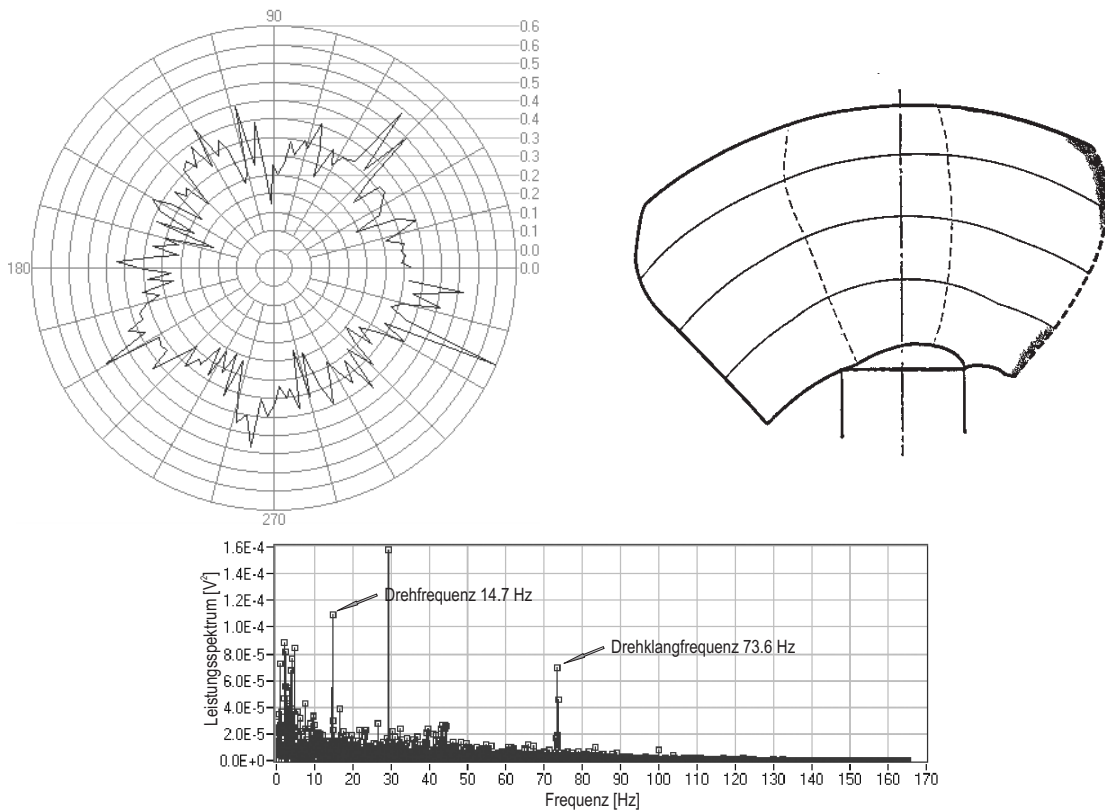 90
0.6
0.6
0.5
0.5
0.4
0.4
0.3
0.3
0.2
0.2
0.1
0.1
0.0
0.0
180
270
Leistungsspektrum [V²]
1.6E-4
1.4E-4
1.2E-4
1.0E-4
8.0E-5
6.0E-5
4.0E-5
2.0E-5
0.0E+0
Drehfrequenz 14.7 Hz
Drehklangfrequenz 73.6 Hz
0 10 20 30 40 50 60 70 80 90 100 110 120 130 140 150 160 170
Frequenz [Hz]